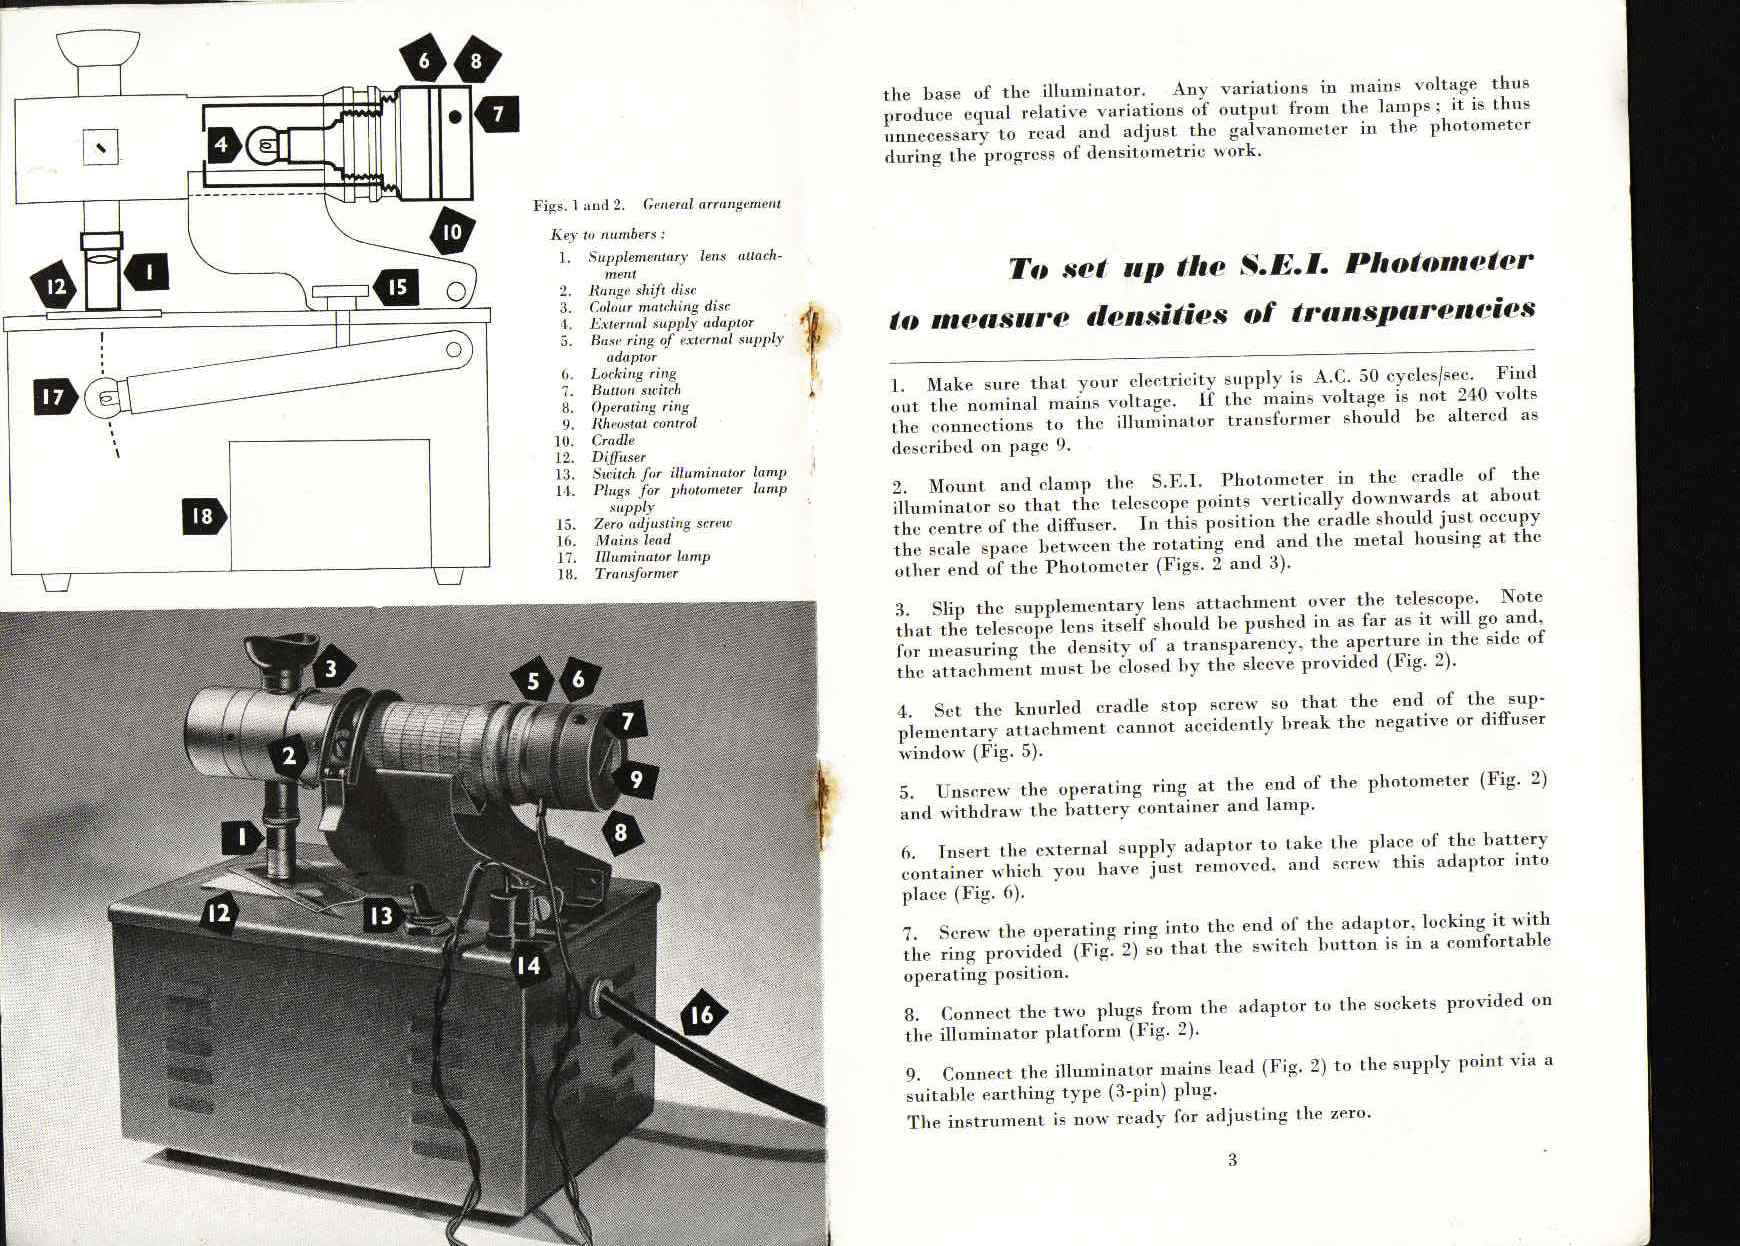 6 8
7
4
10
1
12
15
17
18
Figs. 1 and 2. General arrangement
Key to numbers :
1. Supplementary lens attach-
ment
2. Range shift disc
3. Colour matching disc
4. External supply adaptor
5. Base ring of external supply
adaptor
6. Locking ring
7. Button switch
8. Operating ring
9. Rheostat control
10. Cradle
12. Diffuser
13. Switch for illuminator lamp
14. Plugs for photometer lamp
supply
15. Zero adjusting screw
16. Mains lead
17. Illuminator lamp
18. Transformer
3
5 6
7
2
9
1
8
12
13
14
16
the base of the illuminator. Any variations in mains voltage thus
produce equal relative variations of output from the lamps ; it is thus
unnecessary to read and adjust the galvanometer in the photometer
during the progress of densitometric work.
To set up the S.E.I. Photometer
to measure densities of transparencies
1. Make sure that your electricity supply is A.C. 50 cycles/sec. Find
out the nominal mains voltage. If the mains voltage is not 240 volts
the connections to the illuminator transformer should be altered as
described on page 9.
2. Mount and clamp the S.E.I. Photometer in the cradle of the
illuminator so that the telescope points vertically downwards at about
the centre of the diffuser. In this position the cradle should just occupy
the scale space between the rotating end and the metal housing at the
other end of the Photometer (Figs. 2 and 3).
3. Slip the supplementary lens attachment over the telescope. Note
that the telescope lens itself should be pushed in as far as it will go and,
for measuring the density of a transparency, the aperture in the side of
the attachment must be closed by the sleeve provided (Fig. 2).
4. Set the knurled cradle stop screw so that the end of the sup-
plementary attachment cannot accidently break the negative or diffuser
window (Fig. 5).
5. Unscrew the operating ring at the end of the photometer (Fig. 2)
and withdraw the battery container and lamp.
6. Insert the external supply adaptor to take the place of the battery
container which you have just removed, and screw this adaptor into
place (Fig. 6).
7. Screw the operating ring into the end of the adaptor, locking it with
the ring provided (Fig. 2) so that the switch button is in a comfortable
operating position.
8. Connect the two plugs from the adaptor to the sockets provided on
the illuminator platform (Fig. 2).
9. Connect the illuminator mains lead (Fig. 2) to the supply point via a
suitable earthing type (3-pin) plug.
The instrument is now ready for adjusting the zero.
3